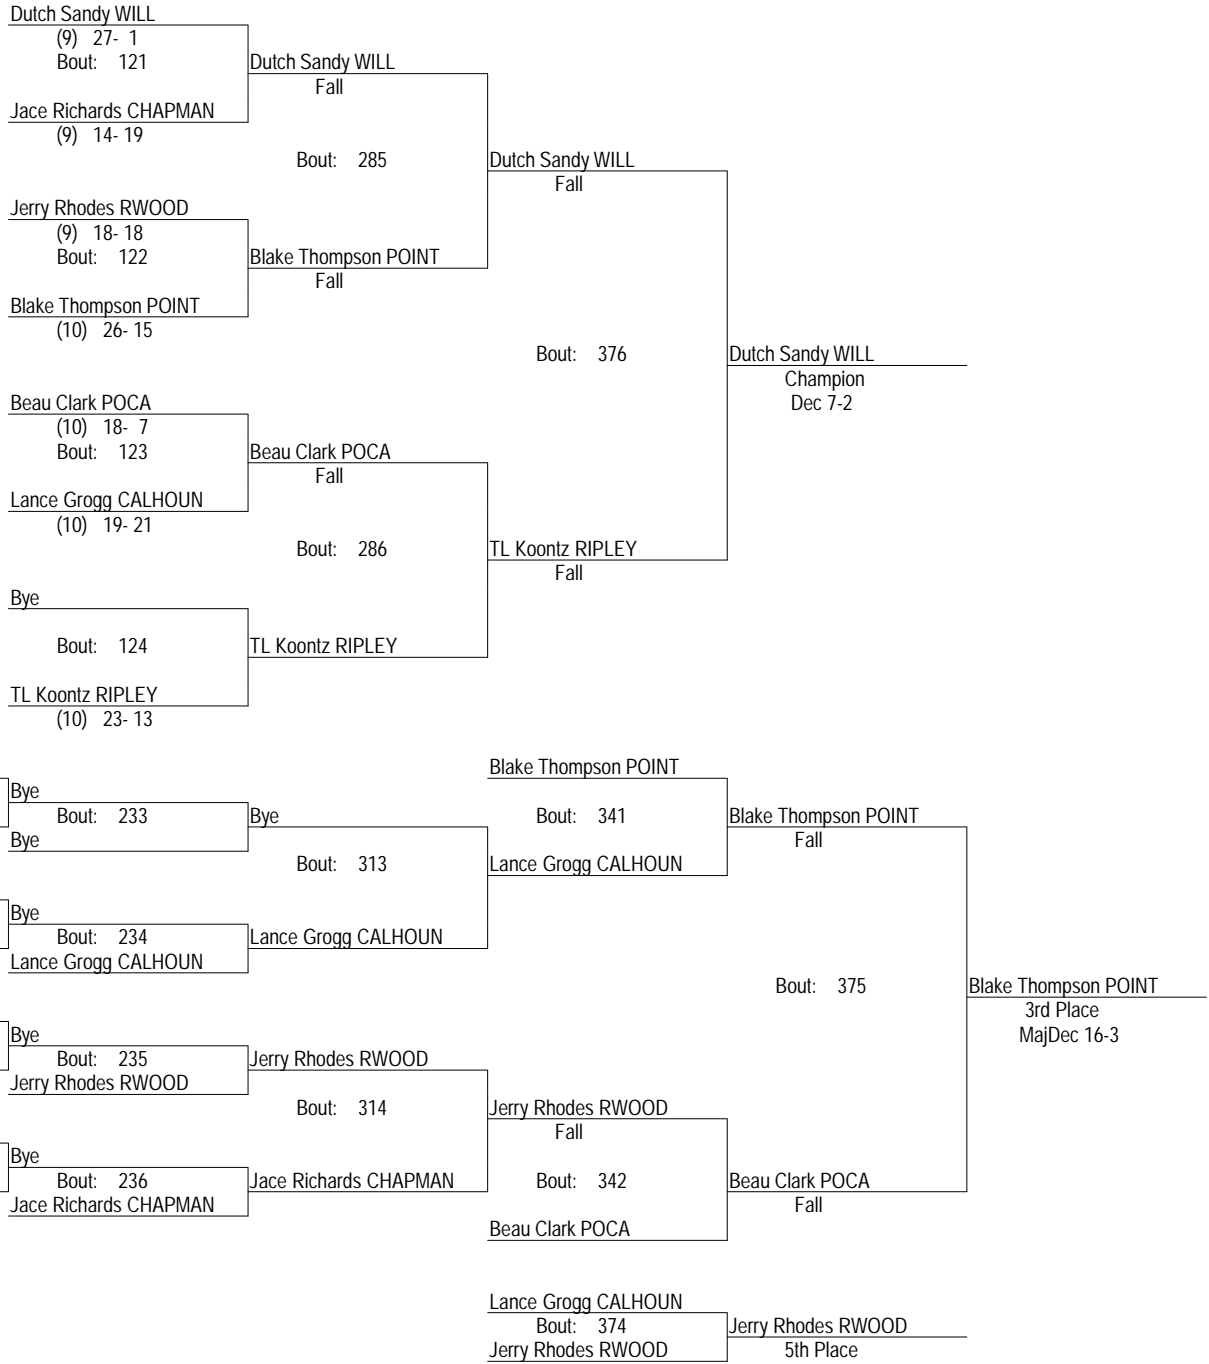 Dutch Sandy WILL
(9) 27- 1
Bout: 121
Dutch Sandy WILL
Fall
Jace Richards CHAPMAN
(9) 14- 19
Bout: 285
Dutch Sandy WILL
Fall
Jerry Rhodes RWOOD
(9) 18- 18
Bout: 122
Blake Thompson POINT
Fall
Blake Thompson POINT
(10) 26- 15
Bout: 376
Dutch Sandy WILL
Champion
Dec 7-2
Beau Clark POCA
(10) 18- 7
Bout: 123
Beau Clark POCA
Fall
Lance Grogg CALHOUN
(10) 19- 21
Bout: 286
TL Koontz RIPLEY
Fall
Bye
Bout: 124
TL Koontz RIPLEY
TL Koontz RIPLEY
(10) 23- 13
Blake Thompson POINT
Bye
Bout: 233
Bye
Bout: 341
Blake Thompson POINT
Fall
Bye
Bout: 313
Lance Grogg CALHOUN
Bye
Bout: 234
Lance Grogg CALHOUN
Lance Grogg CALHOUN
Bout: 375
Blake Thompson POINT
3rd Place
MajDec 16-3
Bye
Bout: 235
Jerry Rhodes RWOOD
Jerry Rhodes RWOOD
Bout: 314
Jerry Rhodes RWOOD
Fall
Bye
Bout: 236
Jace Richards CHAPMAN
Bout: 342
Beau Clark POCA
Fall
Jace Richards CHAPMAN
Beau Clark POCA
Lance Grogg CALHOUN
Bout: 374
Jerry Rhodes RWOOD
Jerry Rhodes RWOOD
5th Place